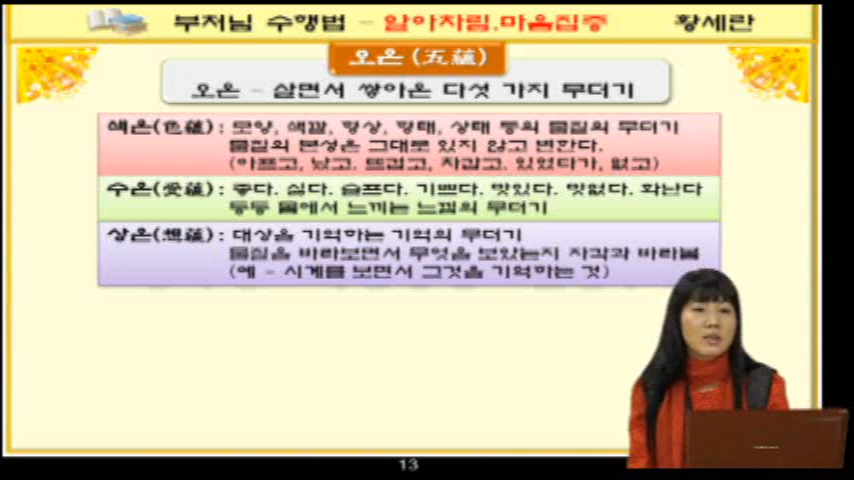 부처님 수행법 - 알아차림.마음집중 황세란
오온 (五蘊)
오온 - 살면서 쌓아온 다섯 가지 무더기
색온(色蘊) : 모양, 색깔, 형상, 형태, 상태 등의 물질의 무더기
물질의 본성은 그대로 있지 않고 변한다.
(아프고, 낫고. 뜨겁고, 차갑고. 있었다가, 없고)
수온(受蘊) : 좋다. 싫다. 슬프다. 기쁘다. 맛있다. 맛없다. 화난다
등등 몸에서 느끼는 느낌의 무더기
상온(想蘊) : 대상을 기억하는 기억의 무더기
물질을 바라보면서 무엇을 보았는지 자각과 바라봄
(예 - 시계를 보면서 그것을 기억하는 것)
13